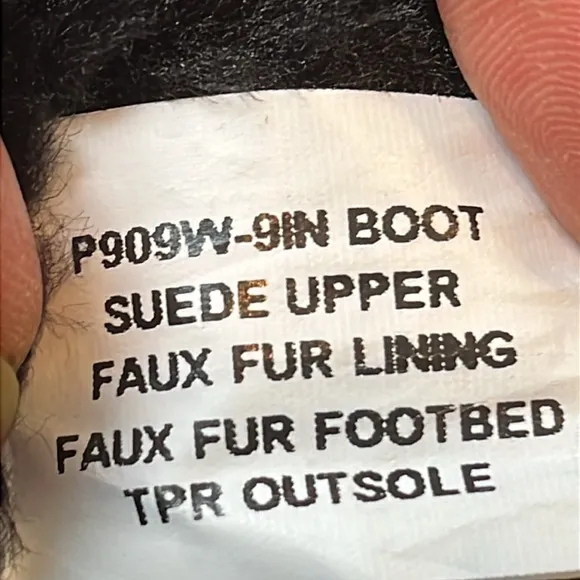 P909W-9IN BOOT
SUEDE UPPER
FAUX FUR LINING
FAUX FUR FOOTBED
TPR OUTSOLE